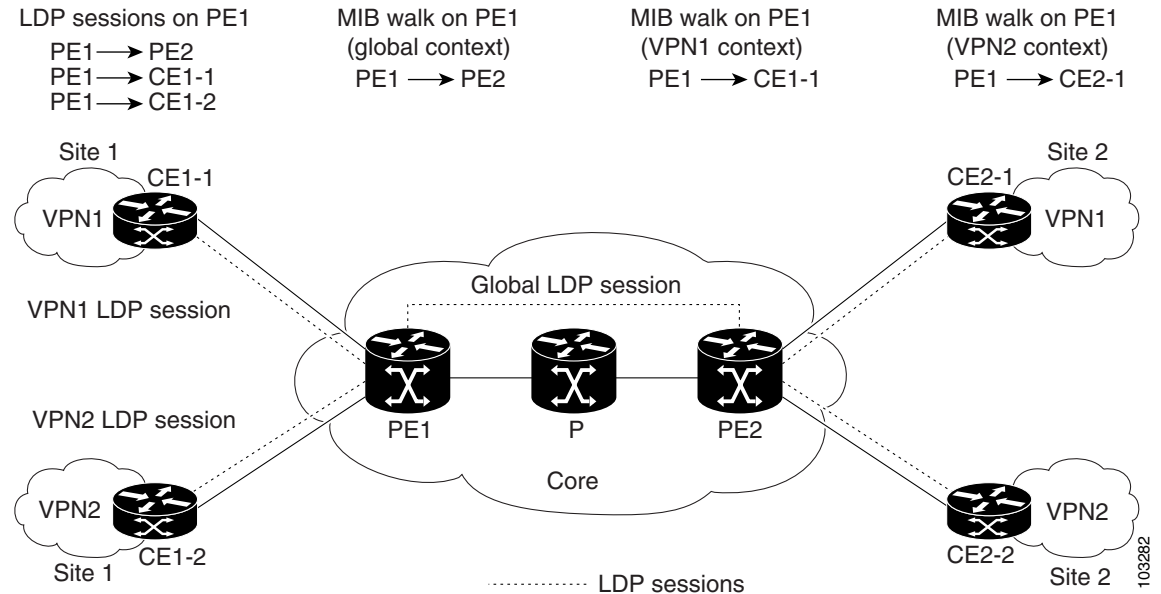 LDP sessions on PE1
PE1 → PE2
PE1 → CE1-1
PE1 → CE1-2
MIB walk on PE1
(global context)
PE1 → PE2
MIB walk on PE1
(VPN1 context)
PE1 → CE1-1
MIB walk on PE1
(VPN2 context)
PE1 → CE2-1
Site 1
CE1-1
VPN1
Site 2
CE2-1
VPN1
Global LDP session
VPN1 LDP session
VPN2 LDP session
PE1
P
PE2
Core
VPN2
CE1-2
Site 1
VPN2
CE2-2
Site 2
LDP sessions
103282